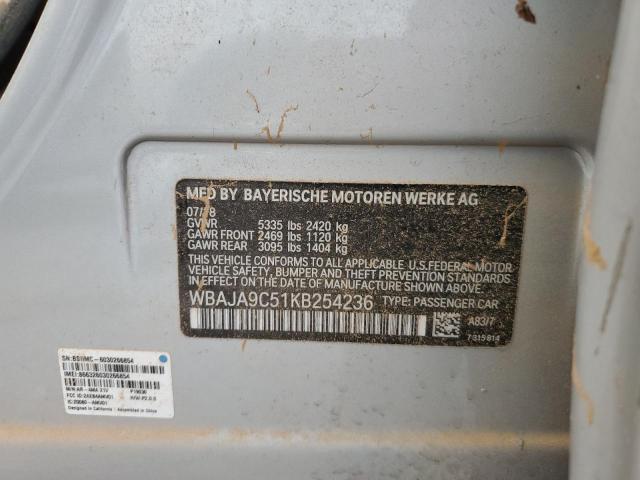 MFD BY BAYERISCHE MOTOREN WERKE AG
07/18
GVWR 5335 lbs 2420 kg
GAWR FRONT 2469 lbs 1120 kg
GAWR REAR 3095 lbs 1404 kg
THIS VEHICLE CONFORMS TO ALL APPLICABLE U.S.FEDERAL MOTOR
VEHICLE SAFETY, BUMPER AND THEFT PREVENTION STANDARDS
IN EFFECT ON THE DATE OF MANUFACTURE SHOWN ABOVE.
WBAJA9C51KB254236 TYPE: PASSENGER CAR
A83/7
7315814
IMEI:866326030266854
Designed in California Assembled in China